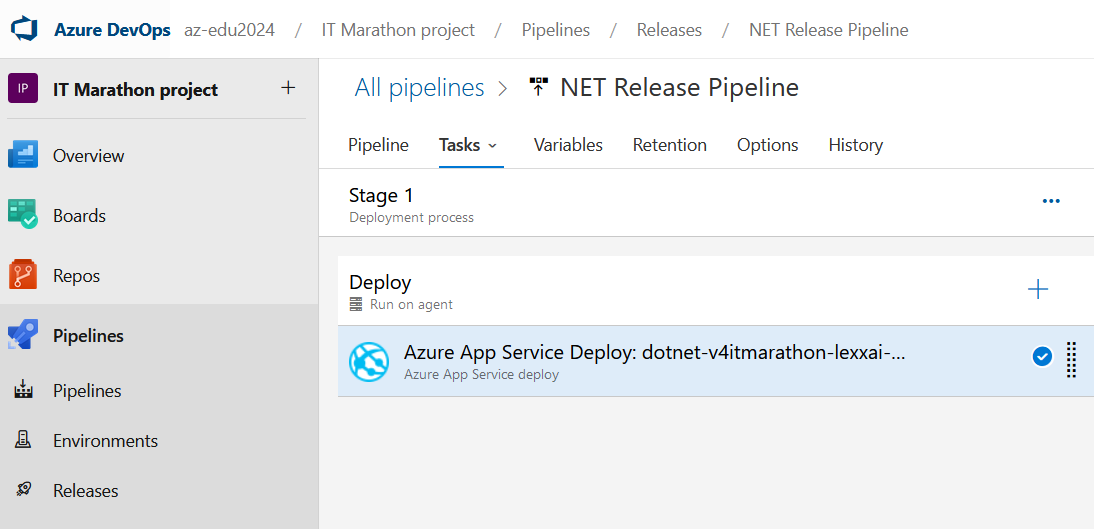 Azure DevOps az-edu2024 / IT Marathon project / Pipelines / Releases / NET Release Pipeline
IP IT Marathon project +
Overview
Boards
Repos
Pipelines
Pipelines
Environments
Releases
All pipelines > NET Release Pipeline
Pipeline Tasks Variables Retention Options History
Stage 1
Deployment process
Deploy
Run on agent
Azure App Service Deploy: dotnet-v4itmarathon-lexxai-...
Azure App Service deploy